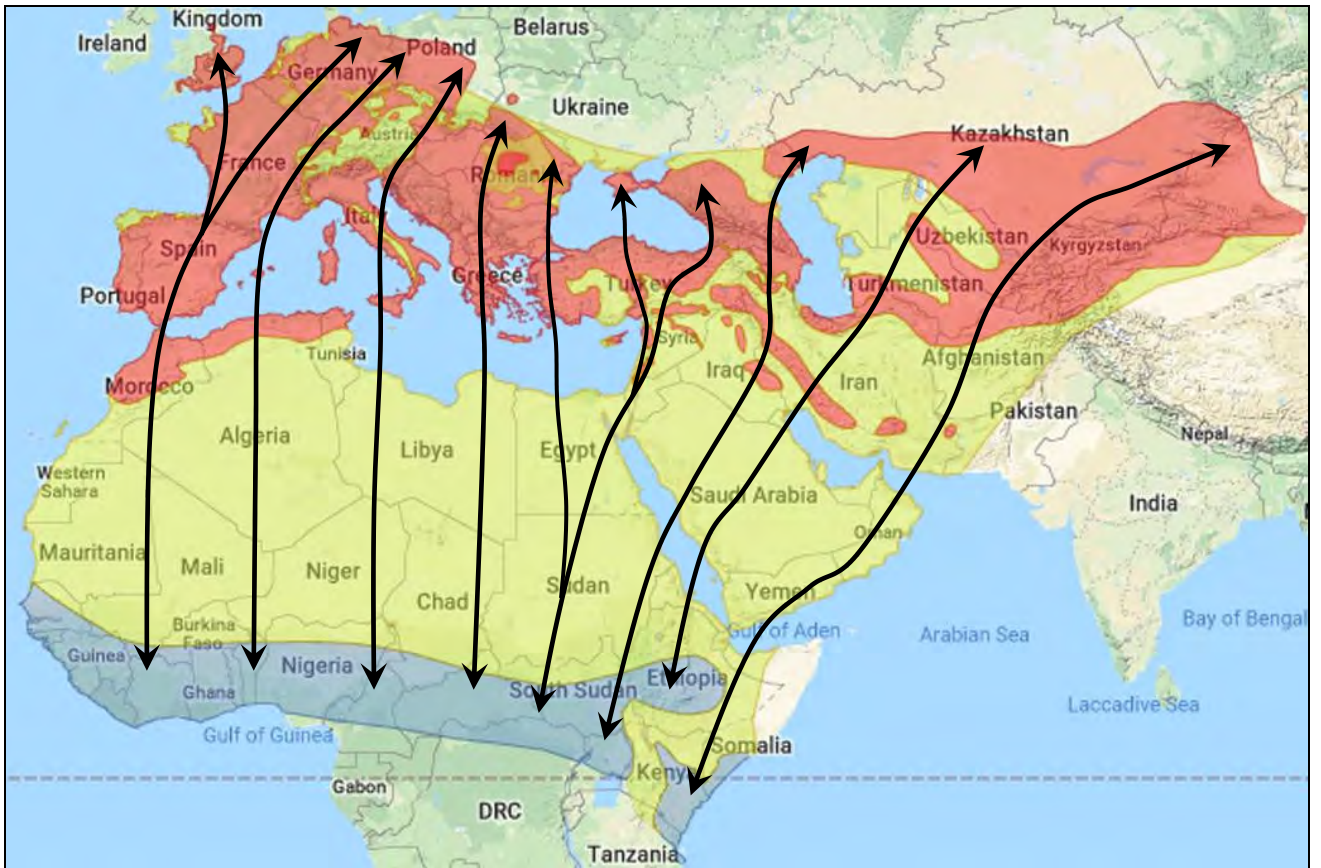 Kingdom
Ireland
Belarus
Poland
Germany
Ukraine
Austria
Kazakhstan
France
Romania
Italy
Spain
Uzbekistan
Kyrgyzstan
Greece
Turkey
Turkmenistan
Portugal
Syria
Tunisia
Afghanistan
Iraq
Iran
Morocco
Pakistan
Algeria
Nepal
Libya
Egypt
Western
Sahara
Saudi Arabia
India
Oman
Mauritania
Mali
Niger
Chad
Sudan
Yemen
Burkina
Faso
Gulf of Aden
Arabian Sea
Bay of Bengal
Guinea
Nigeria
Ghana
South Sudan
Ethiopia
Laccadive Sea
Gulf of Guinea
Somalia
Kenya
Gabon
DRC
Tanzania